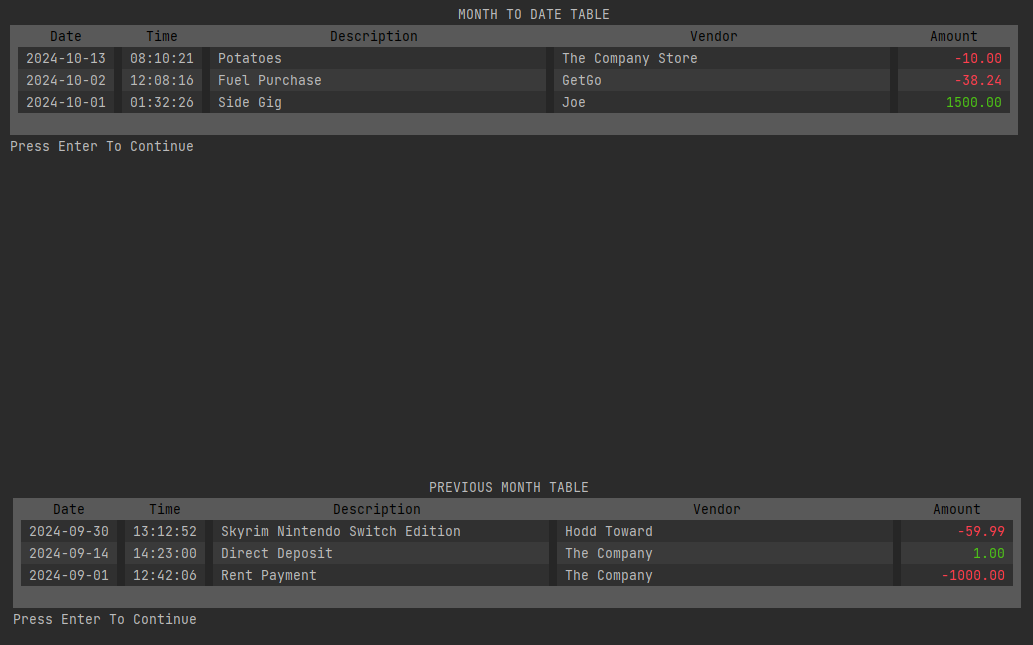 MONTH TO DATE TABLE
Date Time Description Vendor Amount
2024-10-13 08:10:21 Potatoes The Company Store -10.00
2024-10-02 12:08:16 Fuel Purchase GetGo -38.24
2024-10-01 01:32:26 Side Gig Joe 1500.00
Press Enter To Continue
PREVIOUS MONTH TABLE
Date Time Description Vendor Amount
2024-09-30 13:12:52 Skyrim Nintendo Switch Edition Hodd Toward -59.99
2024-09-14 14:23:00 Direct Deposit The Company 1.00
2024-09-01 12:42:06 Rent Payment The Company -1000.00
Press Enter To Continue